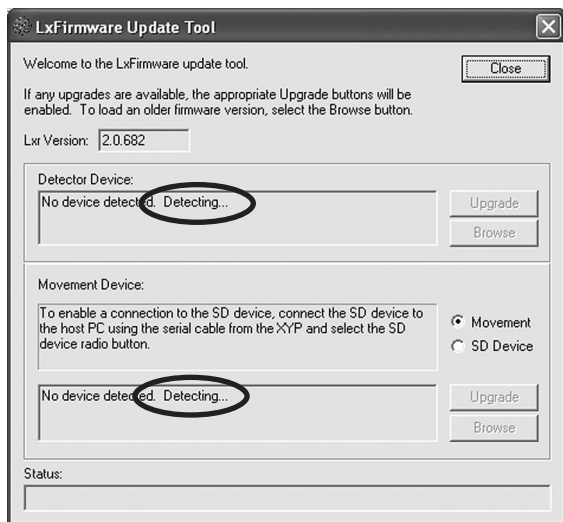 LxFirmware Update Tool
Welcome to the LxFirmware update tool.
Close
If any upgrades are available, the appropriate Upgrade buttons will be
enabled. To load an older firmware version, select the Browse button.
Lxr Version: 2.0.682
Detector Device:
No device detected. Detecting...
Upgrade
Browse
Movement Device:
To enable a connection to the SD device, connect the SD device to
the host PC using the serial cable from the XYP and select the SD
device radio button.
Movement
SD Device
No device detected. Detecting...
Upgrade
Browse
Status: